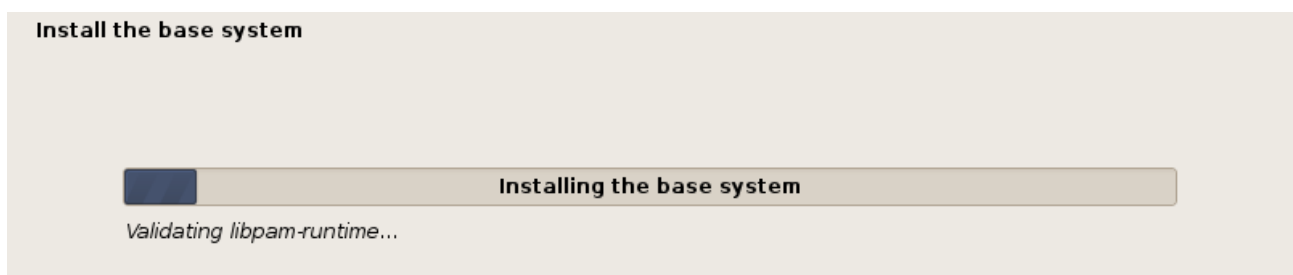 Install the base system
Installing the base system
Validating libpam-runtime...